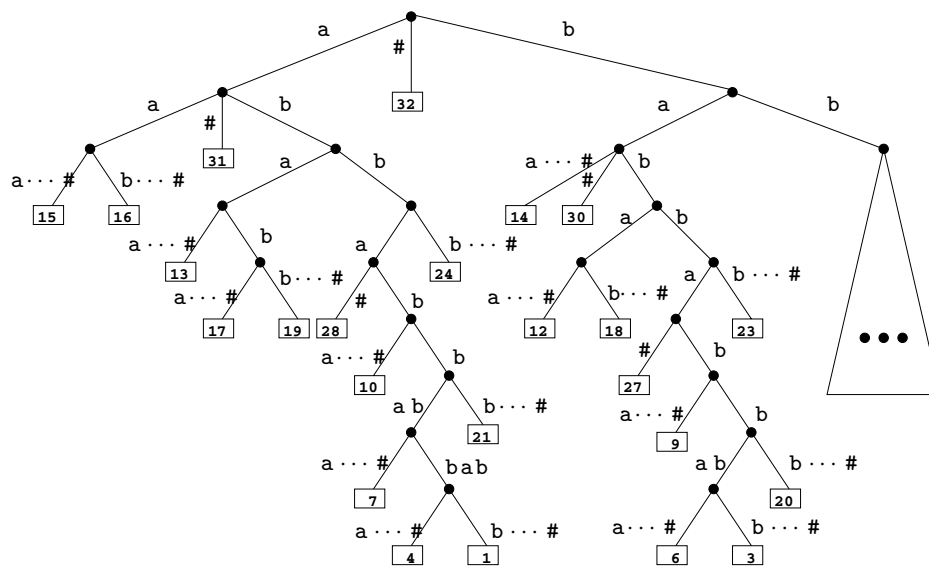 a b
#
32
a b a b
#
31
a b a · · · # b
a · · · # b · · · # #
15 16 14 30
a · · · # b a b · · · # a b
13 24
a · · · # b · · · # # b a · · · # b · · · # a b · · · #
17 19 28 12 18 23
a · · · # b # b • • •
10 27
a b b · · · # a · · · # b
21 9
a · · · # b a b a b b · · · #
7 20
a · · · # b · · · # a · · · # b · · · #
4 1 6 3